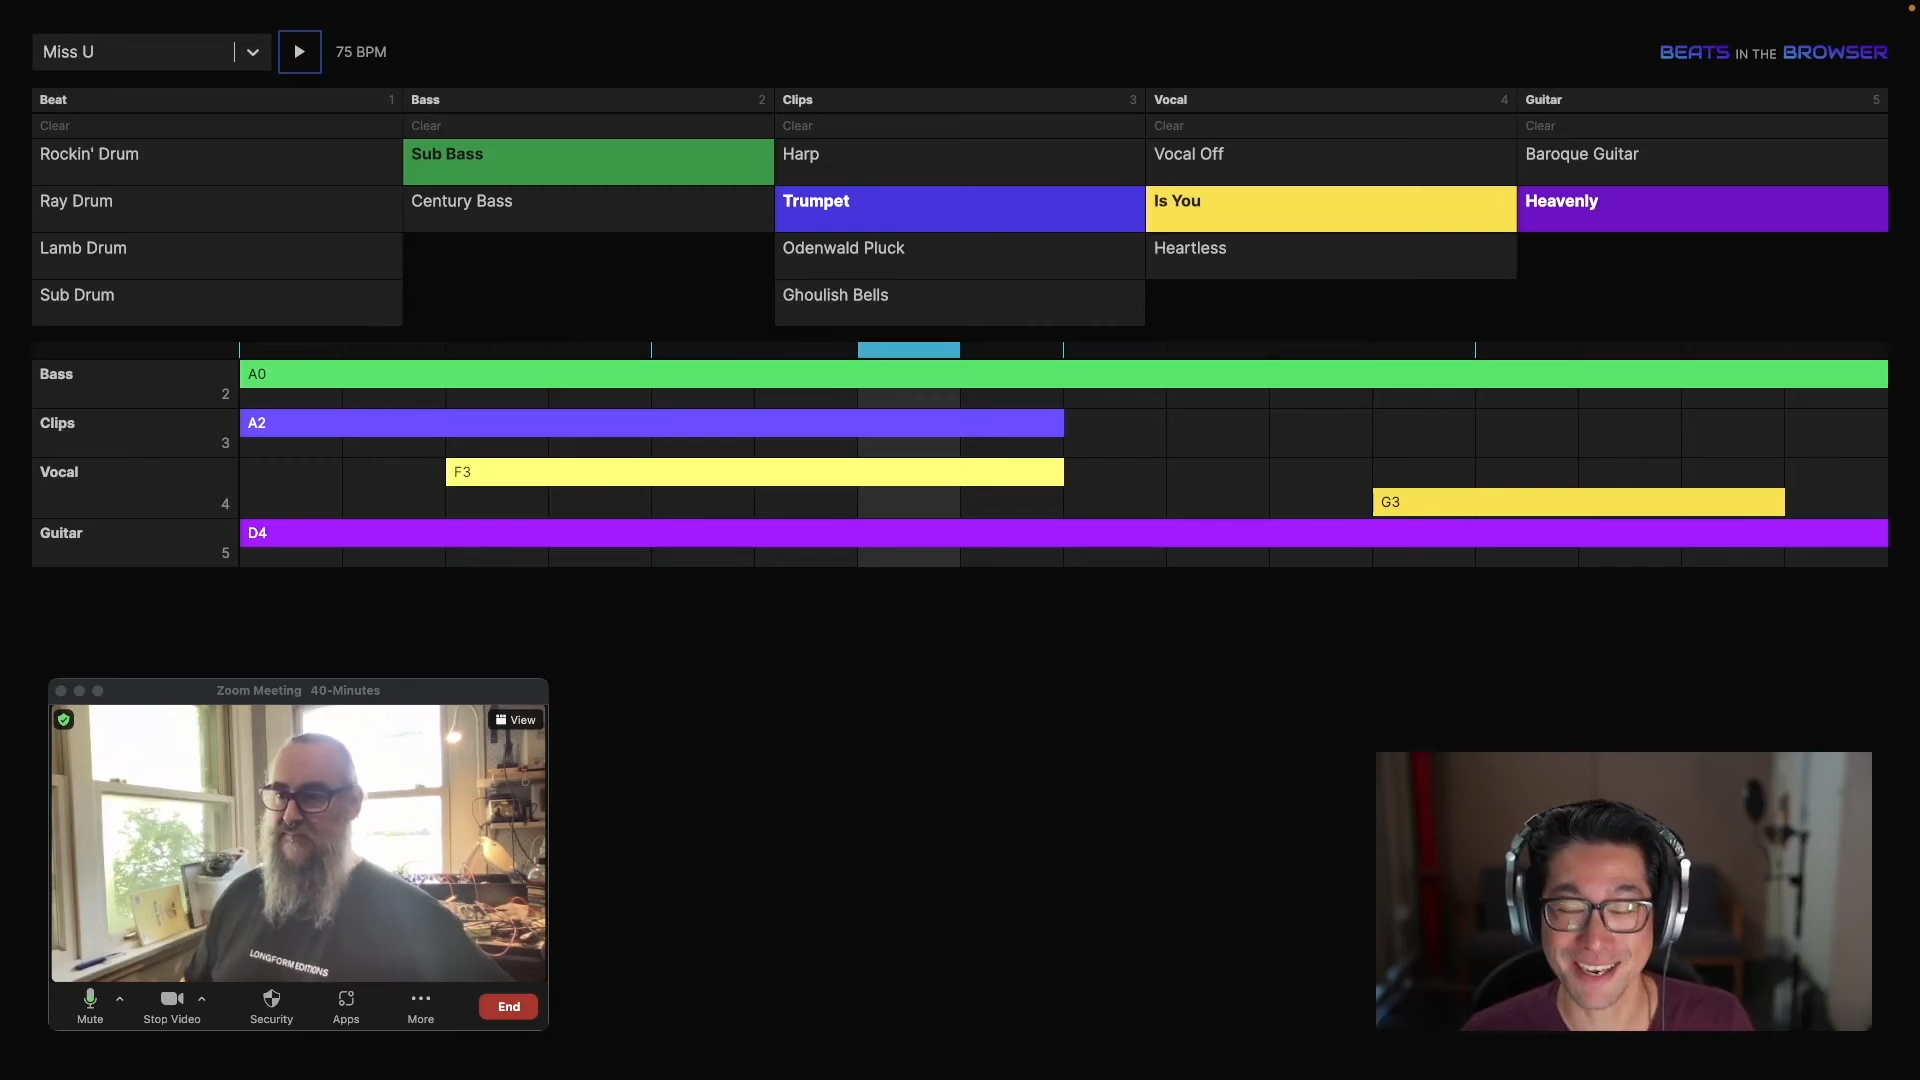 Miss U
75 BPM
BEATS IN THE BROWSER
Beat 1 Bass 2 Clips 3 Vocal 4 Guitar 5
Clear Clear Clear Clear Clear
Rockin' Drum Sub Bass Harp Vocal Off Baroque Guitar
Ray Drum Century Bass Trumpet Is You Heavenly
Lamb Drum Odenwald Pluck Heartless
Sub Drum Ghoulish Bells
Bass 2 A0
Clips 3 A2
Vocal 4 F3 G3
Guitar 5 D4
Zoom Meeting 40-Minutes
View
LONGFORM EDITIONS
Mute Stop Video Security Apps More End